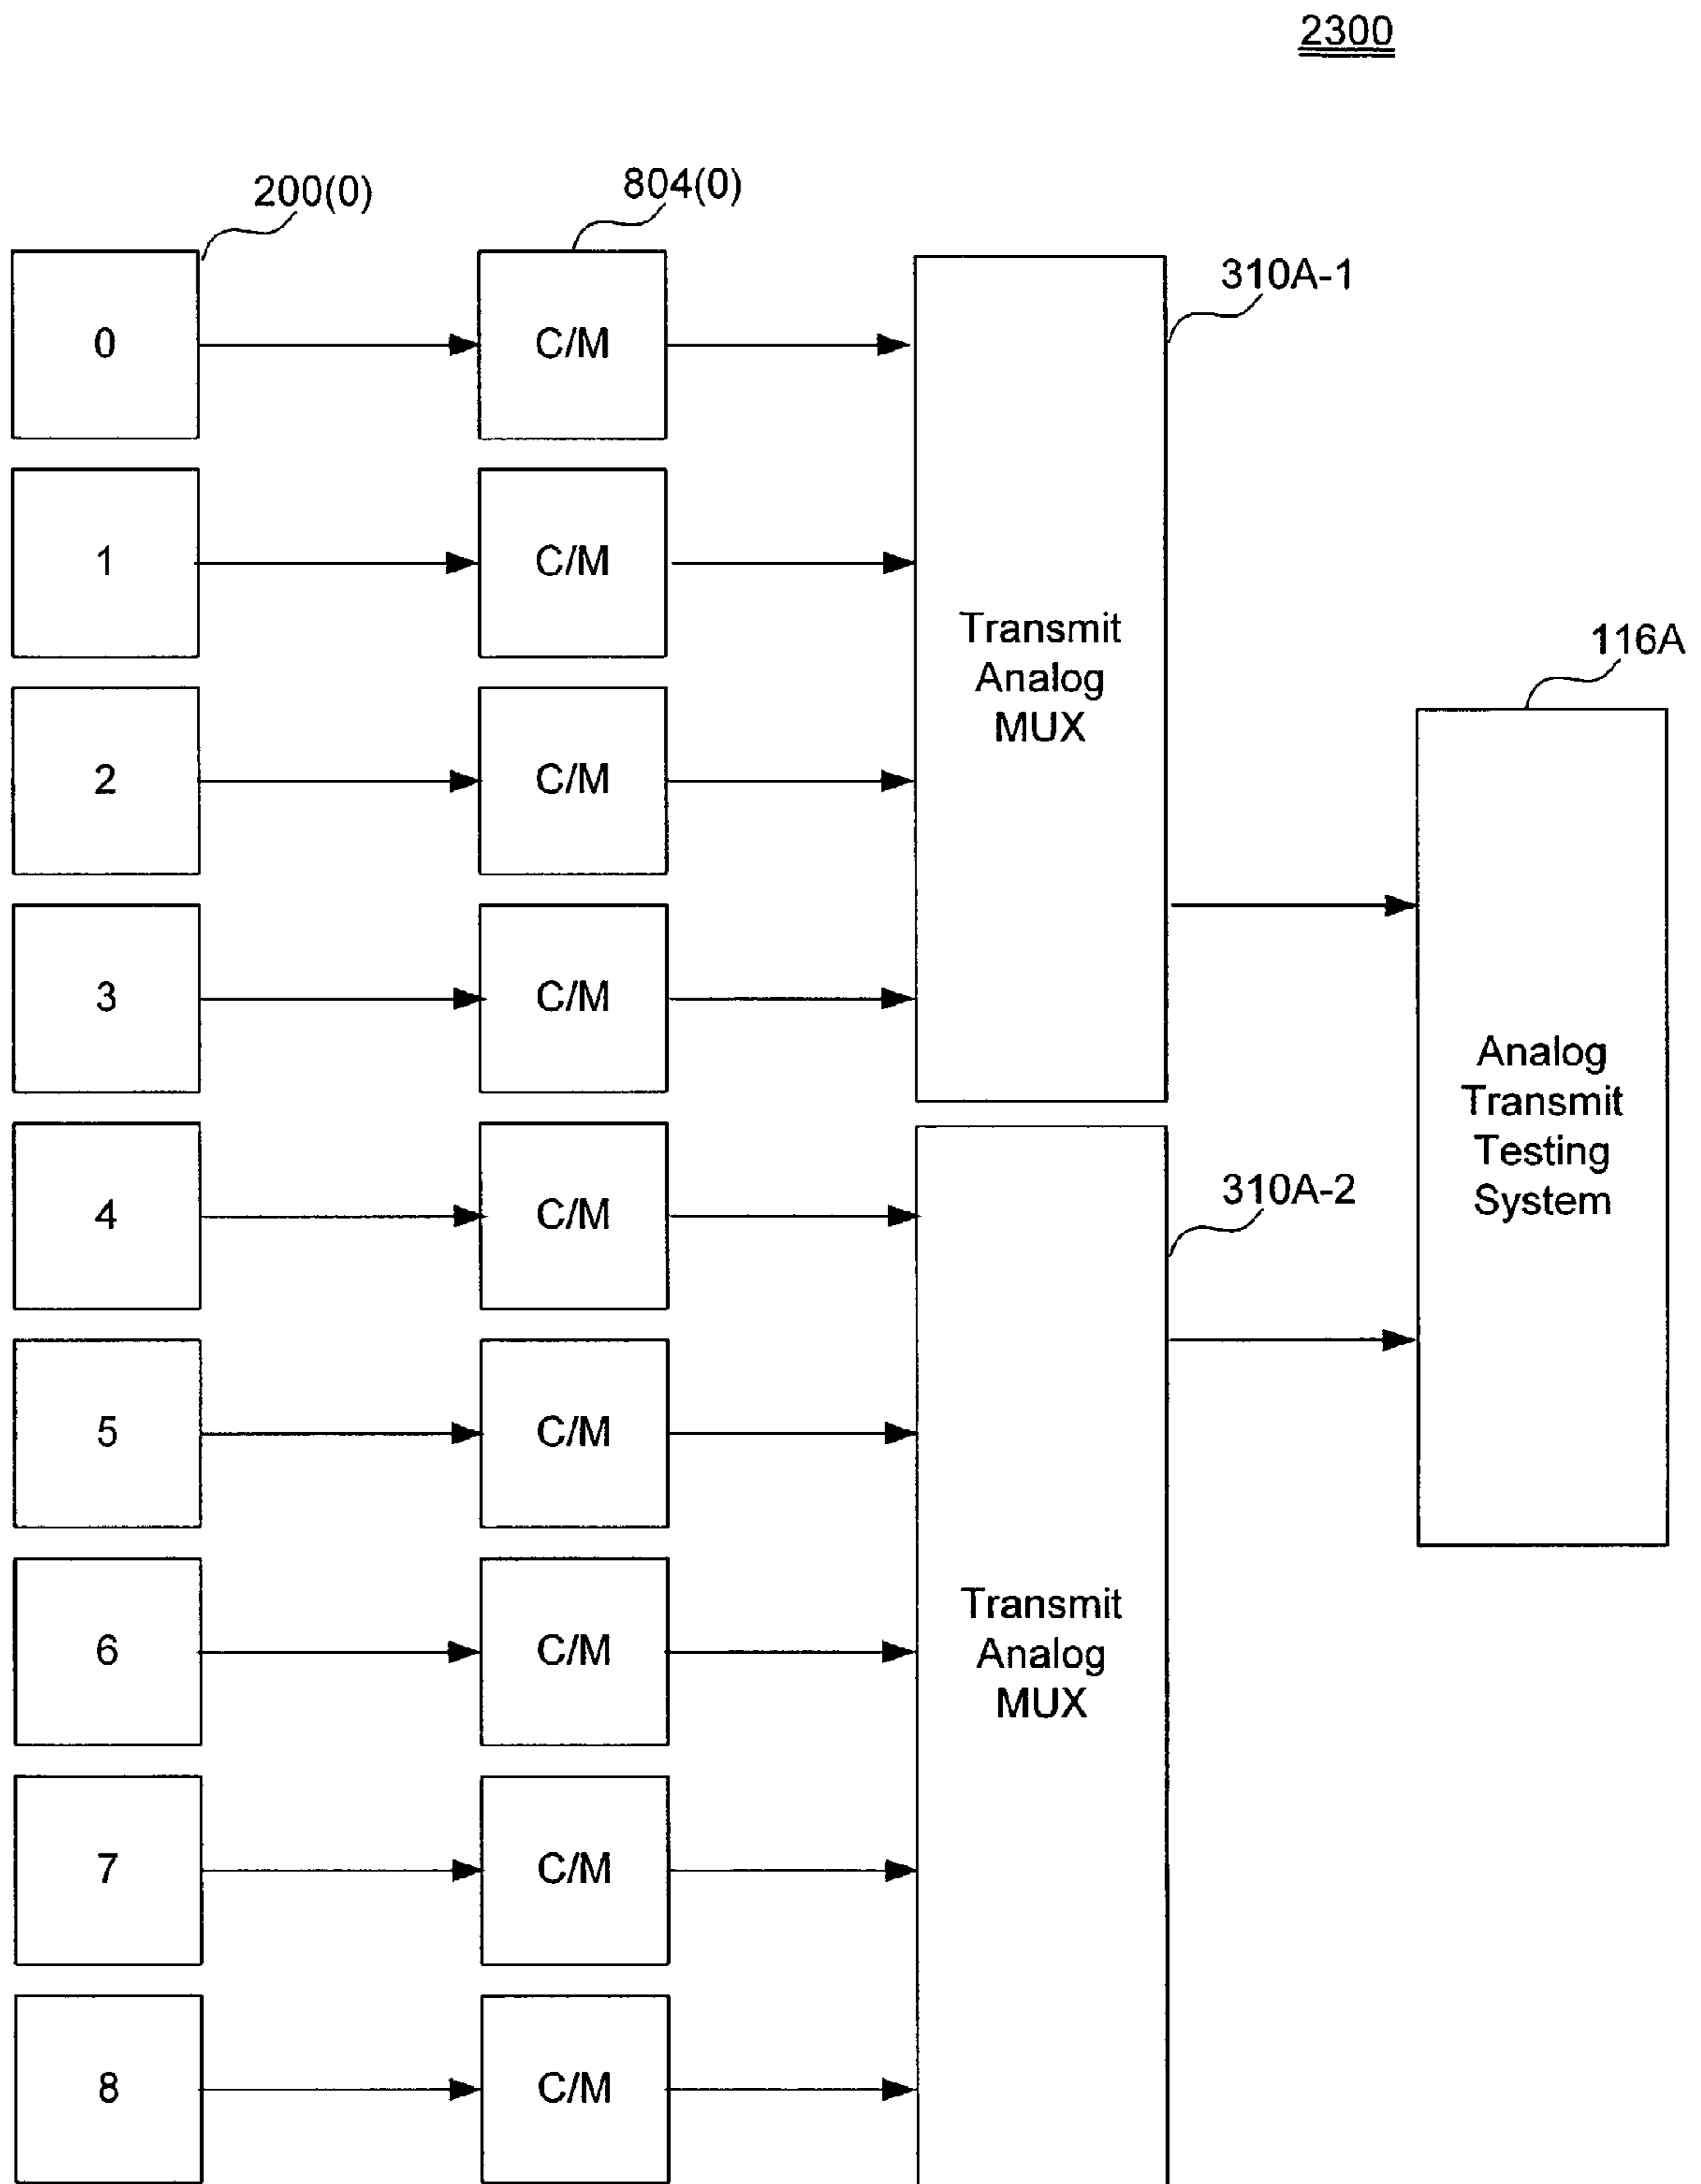 2300
200(0)
804(0)
310A-1
0
C/M
1
C/M
Transmit
Analog
MUX
116A
2
C/M
3
C/M
Analog
Transmit
Testing
System
310A-2
4
C/M
5
C/M
6
C/M
Transmit
Analog
MUX
7
C/M
8
C/M